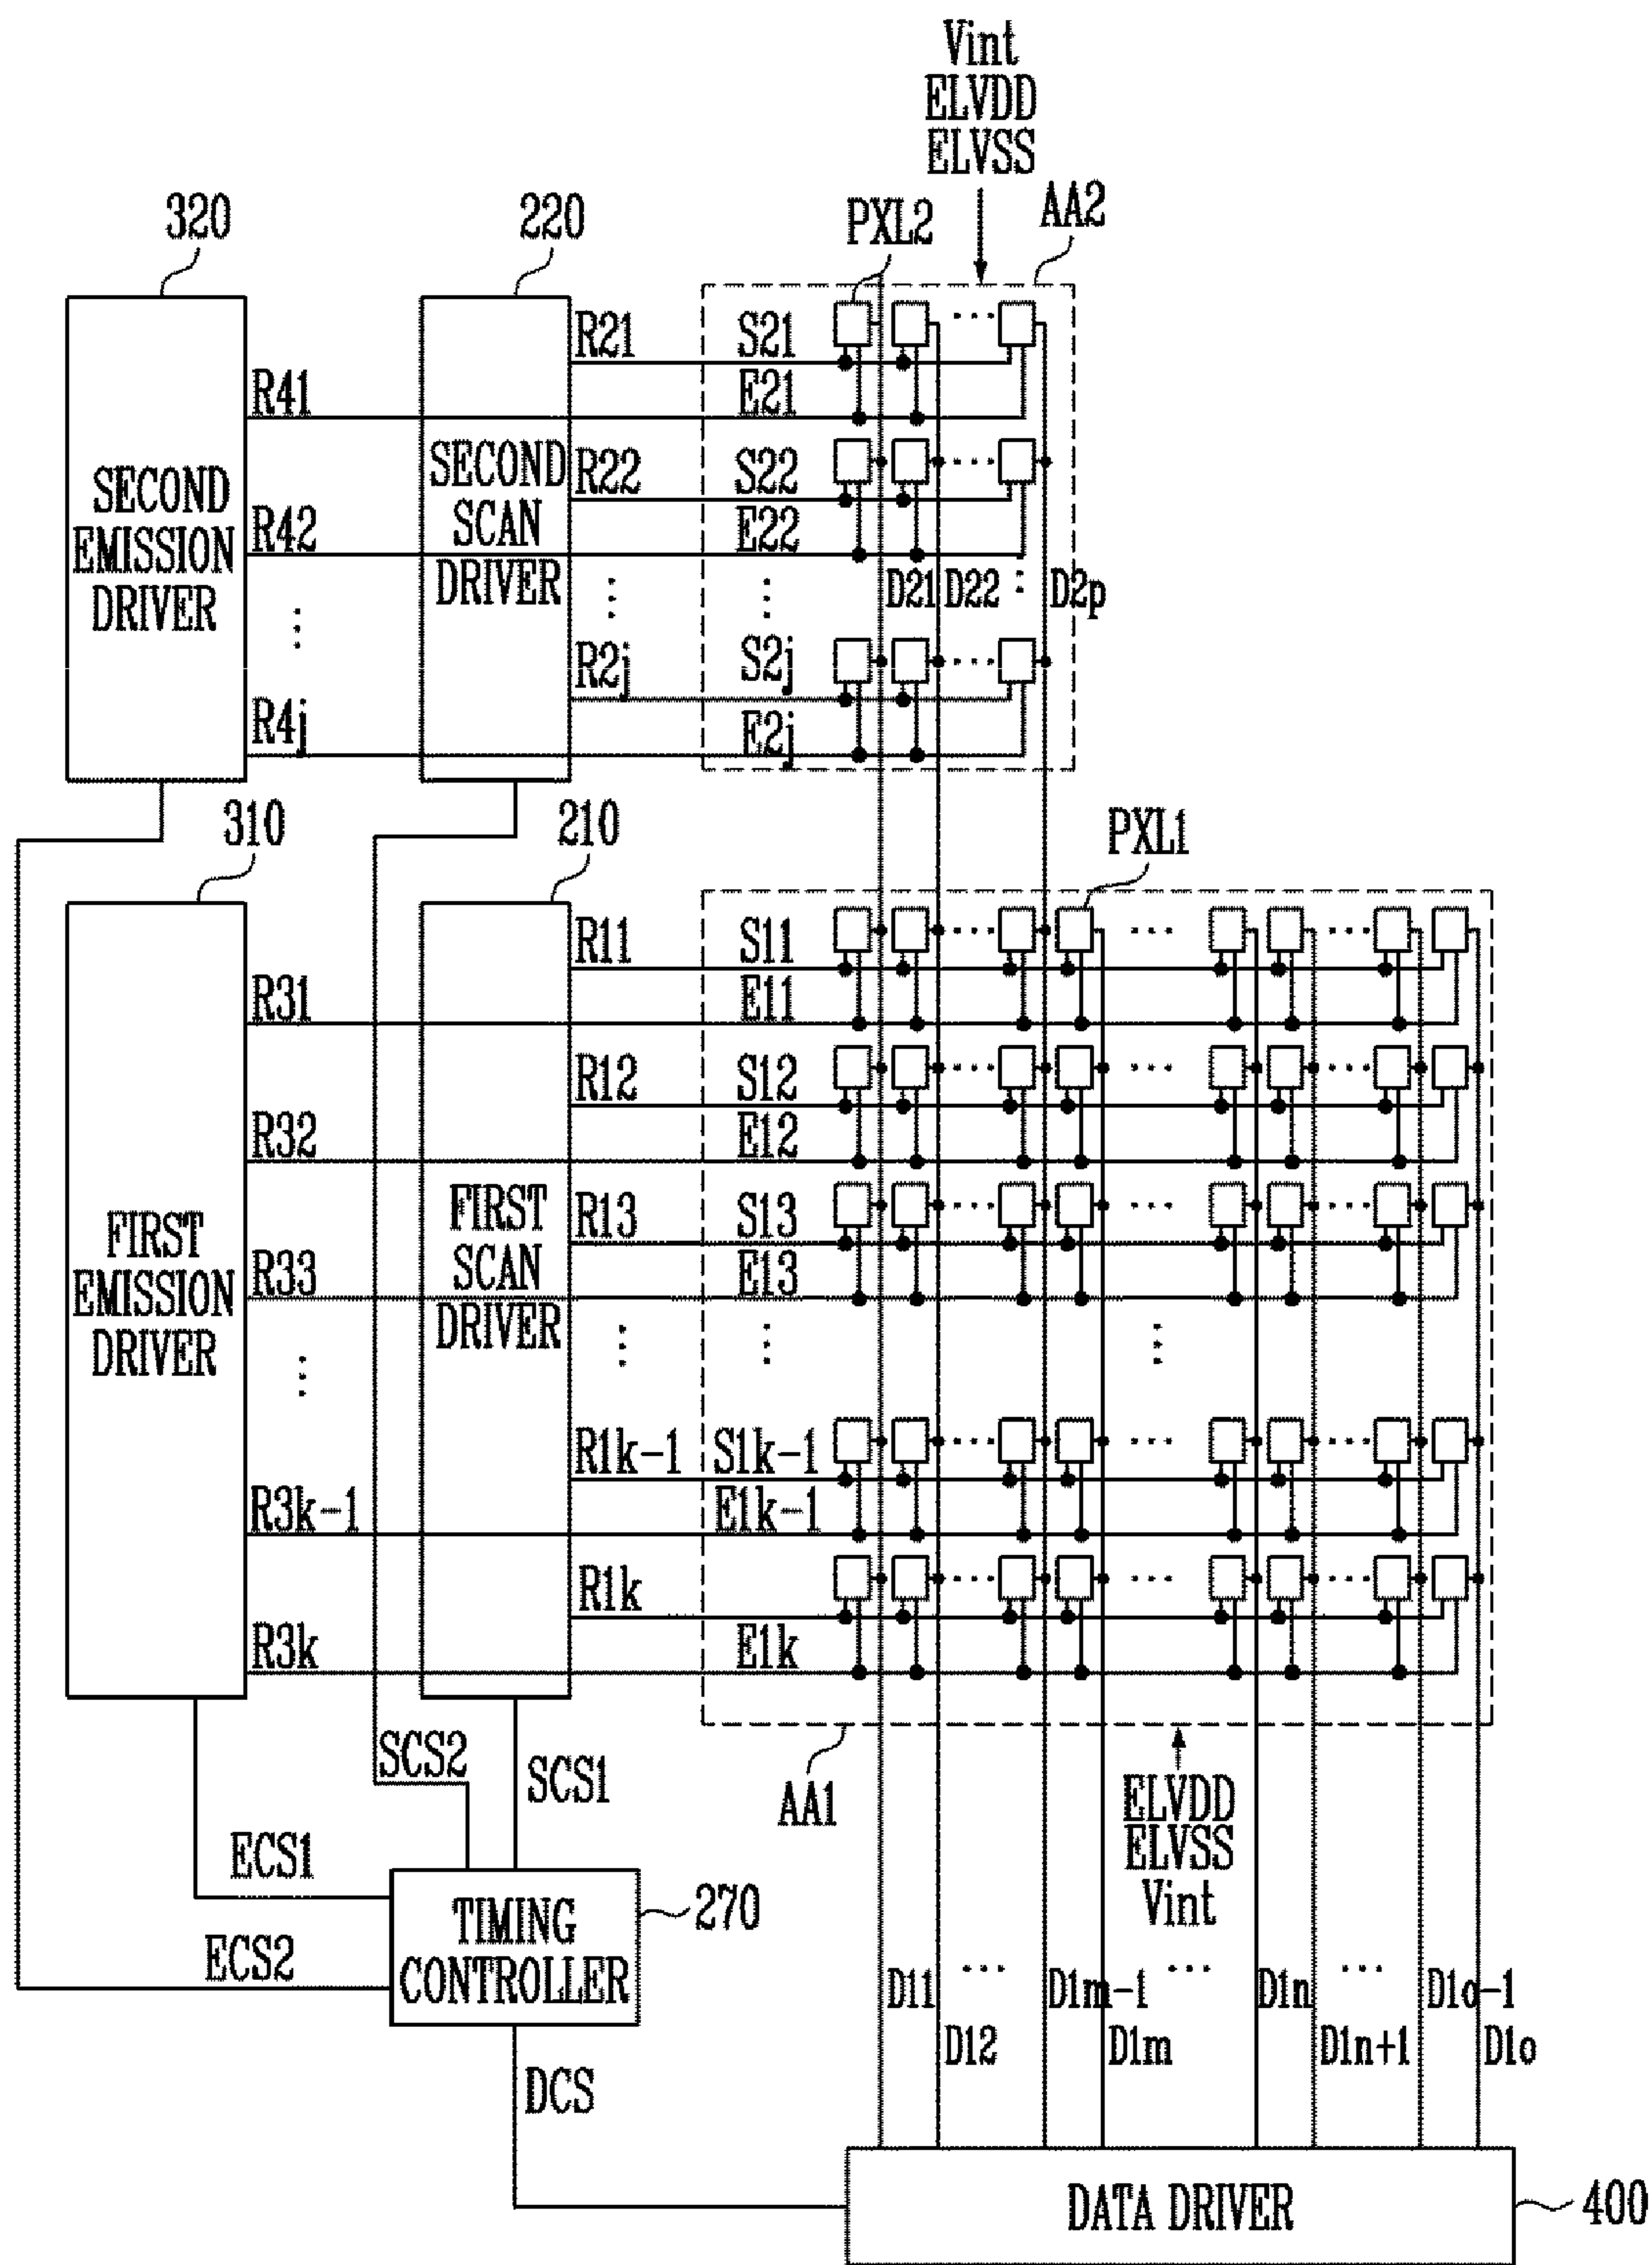 Vint
ELVDD
ELVSS
320
220
PXL2
AA2
R21
S21
R41
E21
SECOND
EMISSION
DRIVER
SECOND
SCAN
DRIVER
R22
S22
R42
E22
D21
D22
D2p
R2j
S2j
R4j
E2j
310
210
PXL1
R11
S11
R31
E11
R12
S12
R32
E12
FIRST
EMISSION
DRIVER
FIRST
SCAN
DRIVER
R13
S13
R33
E13
R1k-1
S1k-1
R3k-1
E1k-1
R1k
R3k
E1k
SCS2
SCS1
AA1
ELVDD
ELVSS
Vint
ECS1
TIMING
CONTROLLER
270
ECS2
D11
D1m-1
D1n
D1o-1
D12
D1m
D1n+1
D1o
DCS
DATA DRIVER
400